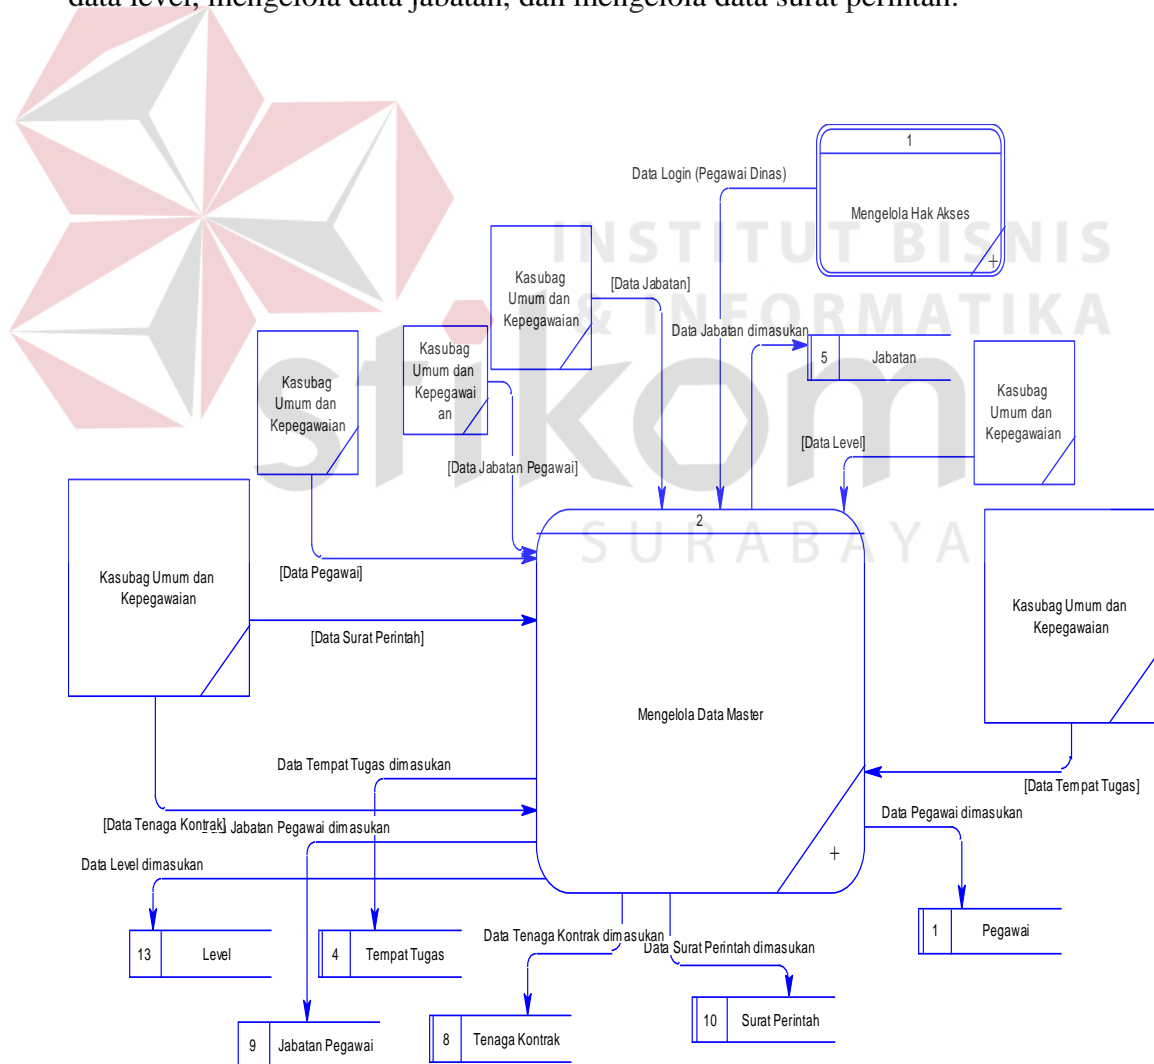 data level, mengelola data jabatan, dan mengelola data surat perintah.
1
Data Login (Pegawai Dinas)
Mengelola Hak Akses
+
INSTITUT BISNIS
& INFORMATIKA
stikom
SURABAYA
Kasubag
Umum dan
Kepegawaian
[Data Jabatan]
Data Jabatan dimasukan
5
Jabatan
Kasubag
Umum dan
Kepegawai
an
Kasubag
Umum dan
Kepegawaian
Kasubag
Umum dan
Kepegawaian
[Data Level]
[Data Jabatan Pegawai]
2
[Data Pegawai]
Kasubag Umum dan
Kepegawaian
Kasubag Umum dan
Kepegawaian
[Data Surat Perintah]
Mengelola Data Master
+
Data Tempat Tugas dimasukan
[Data Tempat Tugas]
Data Pegawai dimasukan
[Data Tenaga Kontrak]
Jabatan Pegawai dimasukan
Data Level dimasukan
1
Pegawai
Data Tenaga Kontrak dimasukan
Data Surat Perintah dimasukan
13
Level
4
Tempat Tugas
10
Surat Perintah
9
Jabatan Pegawai
8
Tenaga Kontrak